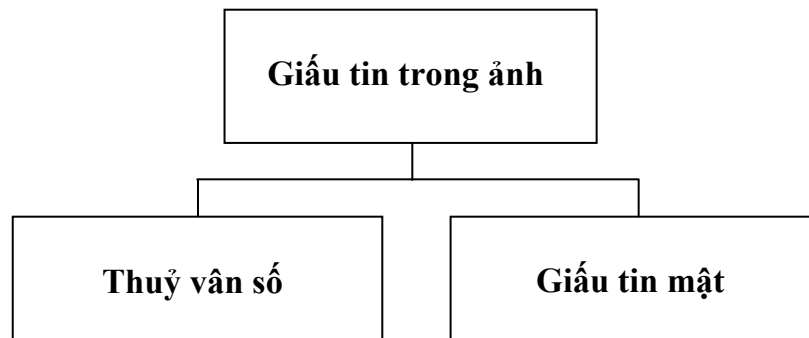 Giấu tin trong ảnh
Thuỷ vân số
Giấu tin mật